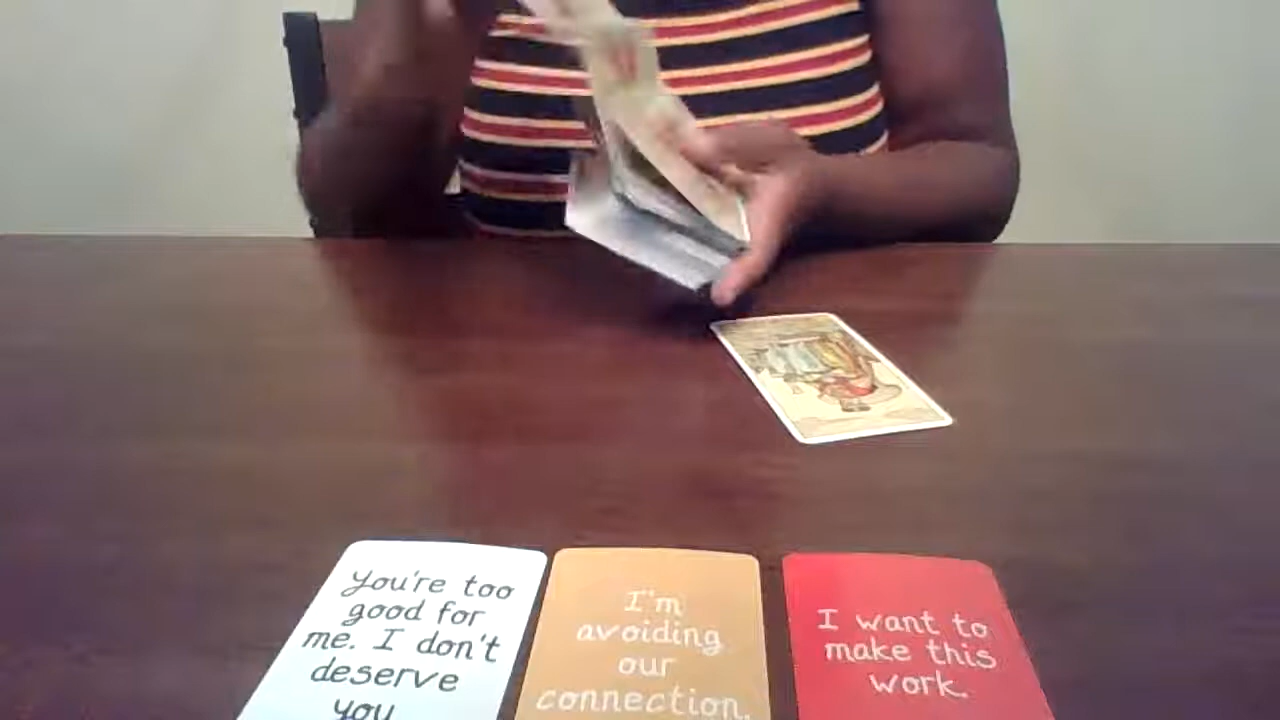 You're too
good for
me. I don't
deserve
you
I'm
avoiding
our
connection.
I want to
make this
work.